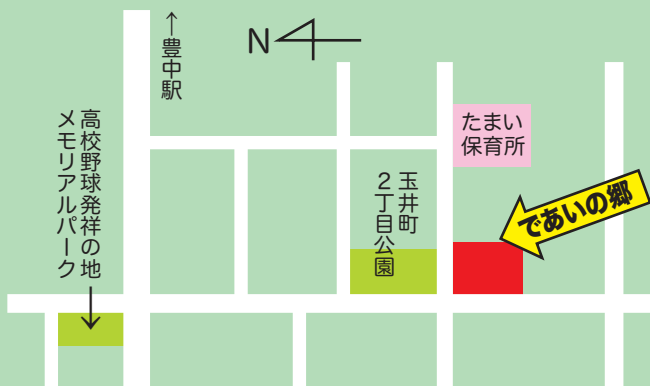 ↑豊中駅
N
高校野球発祥の地
メモリアルパーク
たまい
保育所
玉井町
2丁目公園
であいの郷